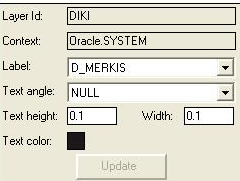 Layer Id: DIKI
Context: Oracle.SYSTEM
Label: D_MERKIS
Text angle: NULL
Text height: 0.1 Width: 0.1
Text color:
Update